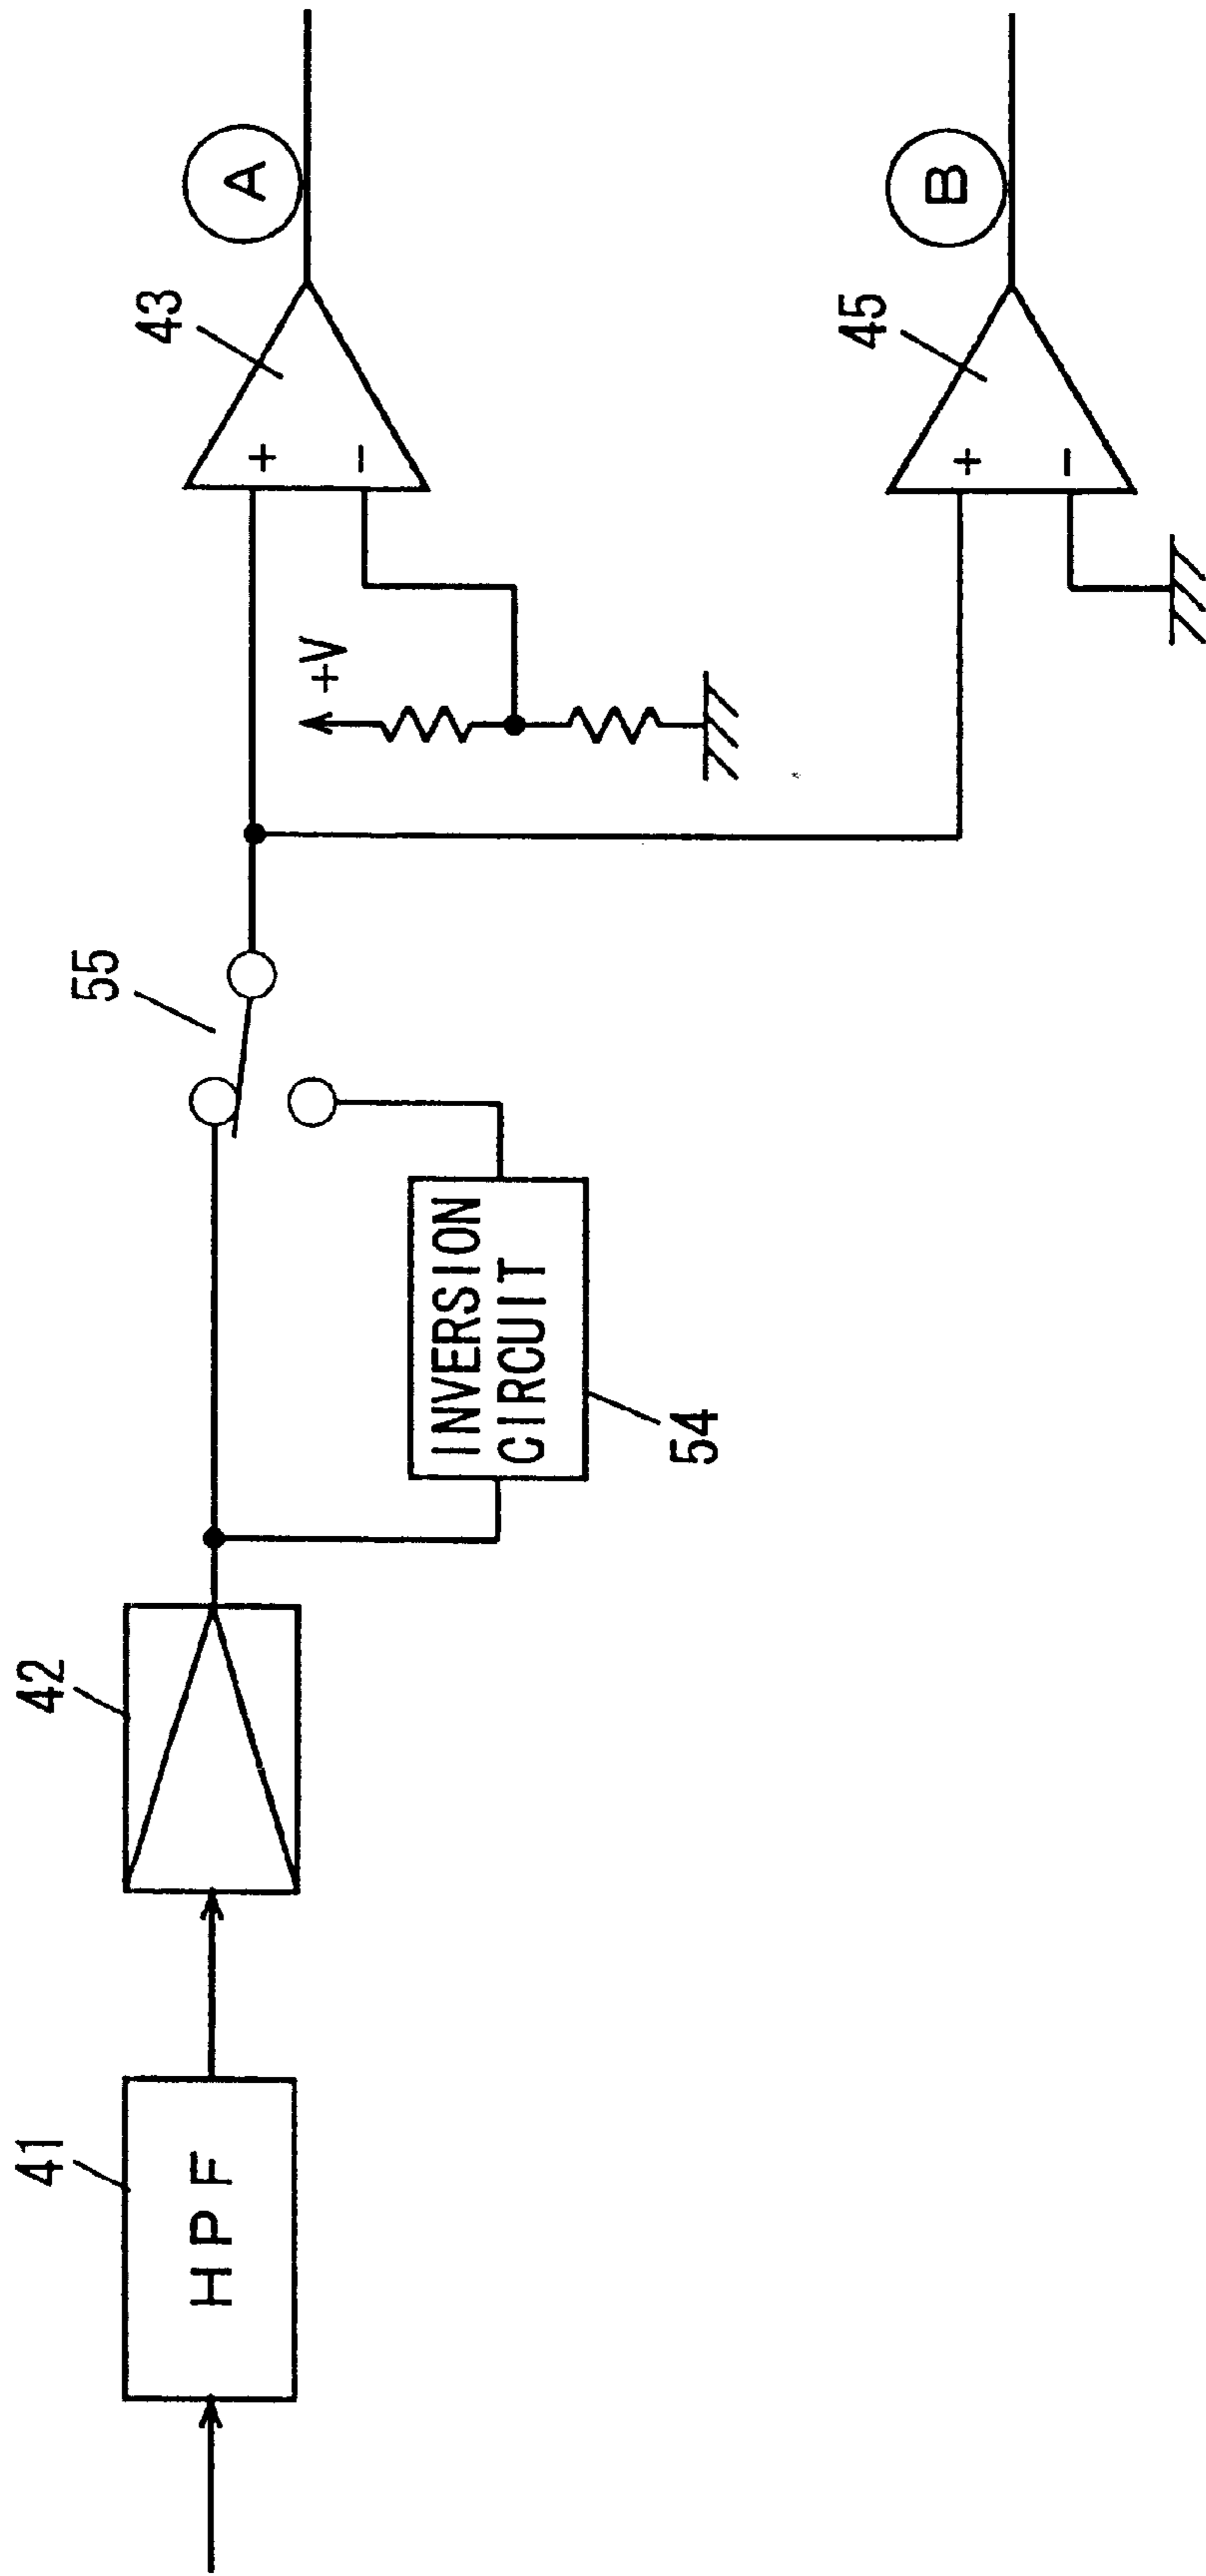 41
HPF
42
INVERSION
CIRCUIT
54
55
+V
43
+
-
A
45
+
-
B